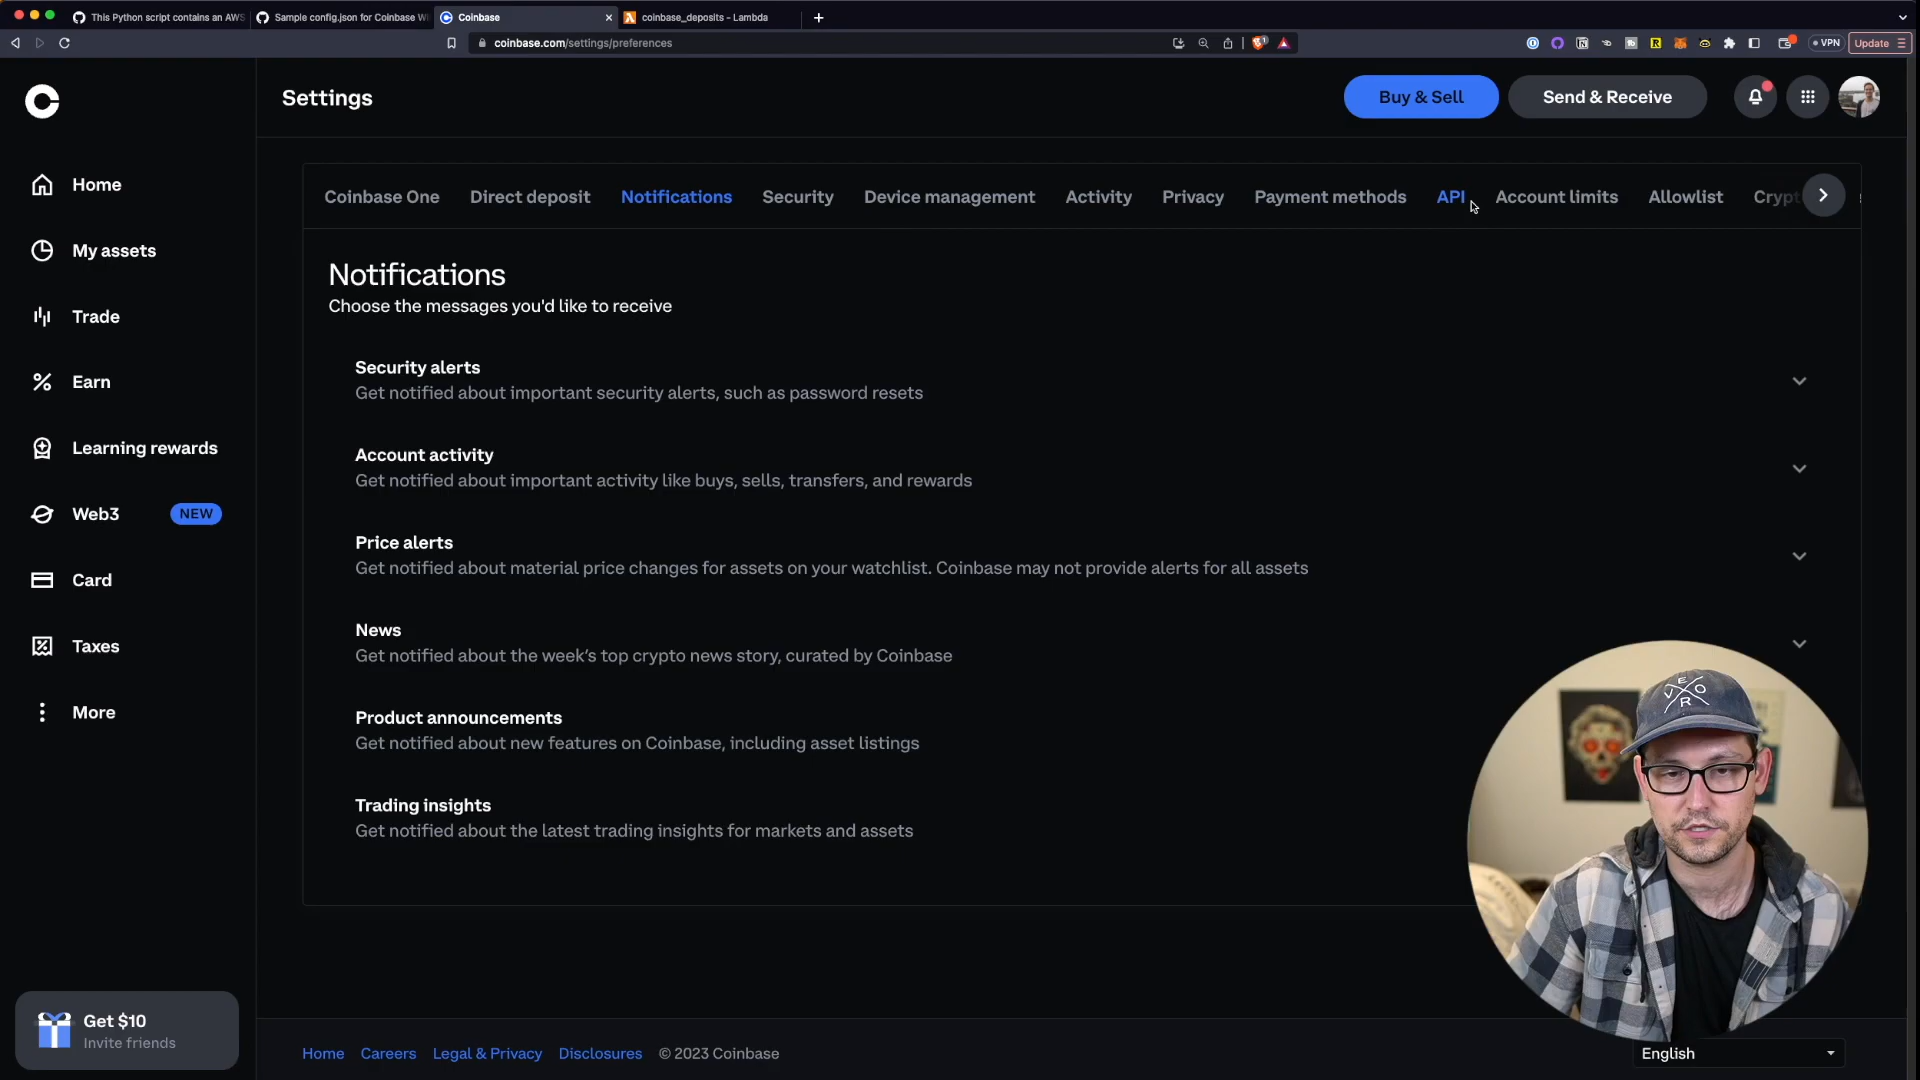 This Python script contains an AWS
Sample config.json for Coinbase Wi
Coinbase
coinbase_deposits - Lambda
coinbase.com/settings/preferences
VPN
Update
Settings
Buy & Sell
Send & Receive
Home
My assets
Trade
Earn
Learning rewards
Web3
NEW
Card
Taxes
More
Get $10
Invite friends
Coinbase One
Direct deposit
Notifications
Security
Device management
Activity
Privacy
Payment methods
API
Account limits
Allowlist
Crypt
Notifications
Choose the messages you'd like to receive
Security alerts
Get notified about important security alerts, such as password resets
Account activity
Get notified about important activity like buys, sells, transfers, and rewards
Price alerts
Get notified about material price changes for assets on your watchlist. Coinbase may not provide alerts for all assets
News
Get notified about the week’s top crypto news story, curated by Coinbase
Product announcements
Get notified about new features on Coinbase, including asset listings
Trading insights
Get notified about the latest trading insights for markets and assets
VEOR
Home
Careers
Legal & Privacy
Disclosures
© 2023 Coinbase
English